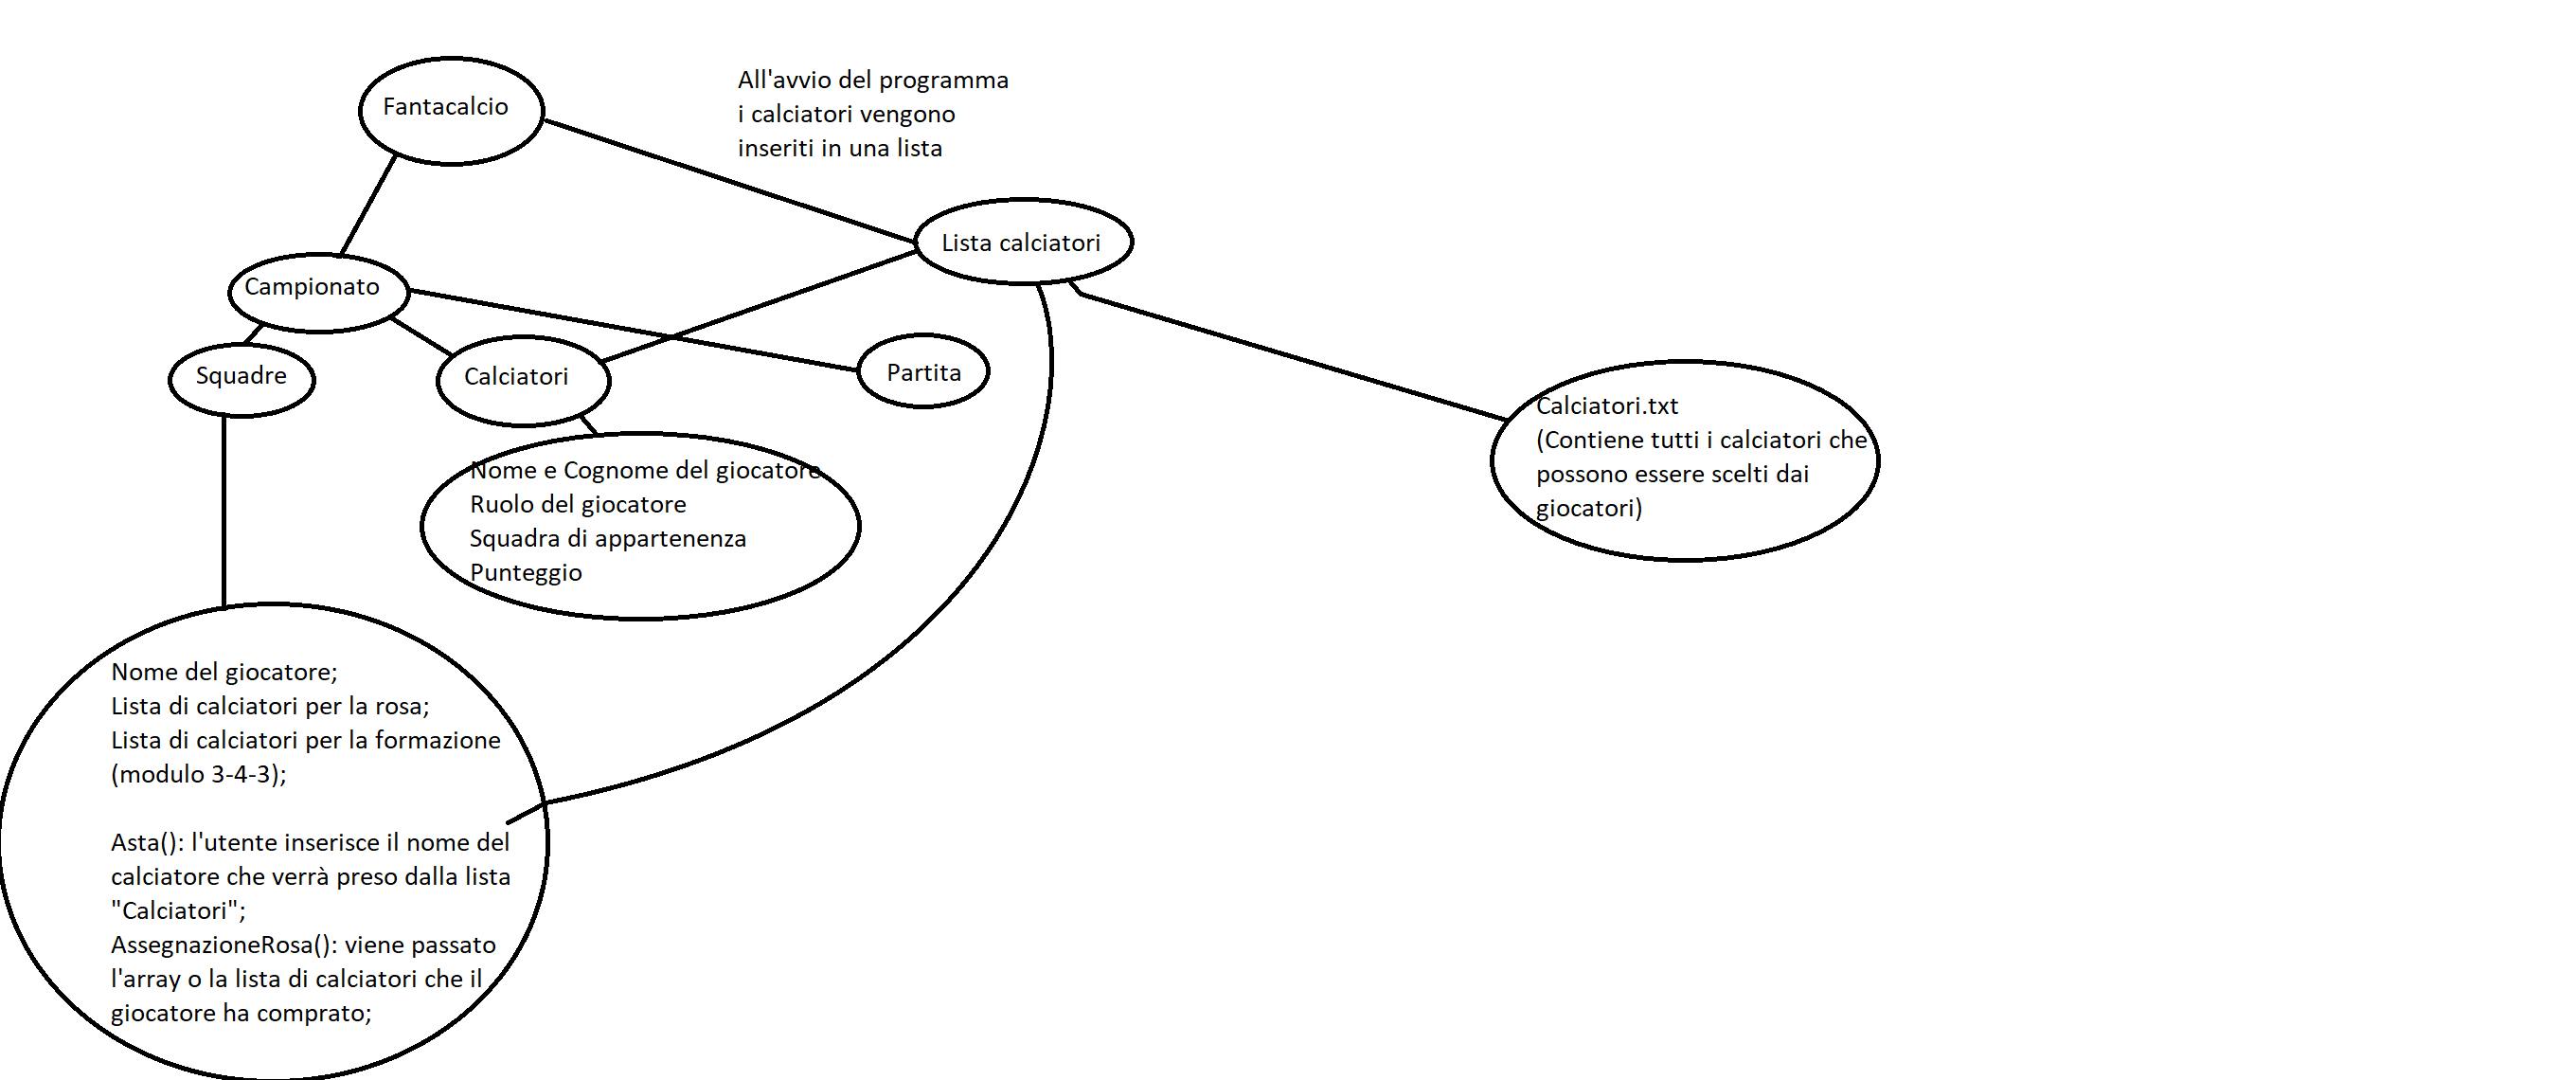 Fantacalcio
All'avvio del programma
i calciatori vengono
inseriti in una lista
Lista calciatori
Campionato
Squadre
Calciatori
Partita
Calciatori.txt
(Contiene tutti i calciatori che
possono essere scelti dai
giocatori)
Nome e Cognome del giocatore
Ruolo del giocatore
Squadra di appartenenza
Punteggio
Nome del giocatore;
Lista di calciatori per la rosa;
Lista di calciatori per la formazione
(modulo 3-4-3);
Asta(): l'utente inserisce il nome del
calciatore che verrà preso dalla lista
"Calciatori";
AssegnazioneRosa(): viene passato
l'array o la lista di calciatori che il
giocatore ha comprato;